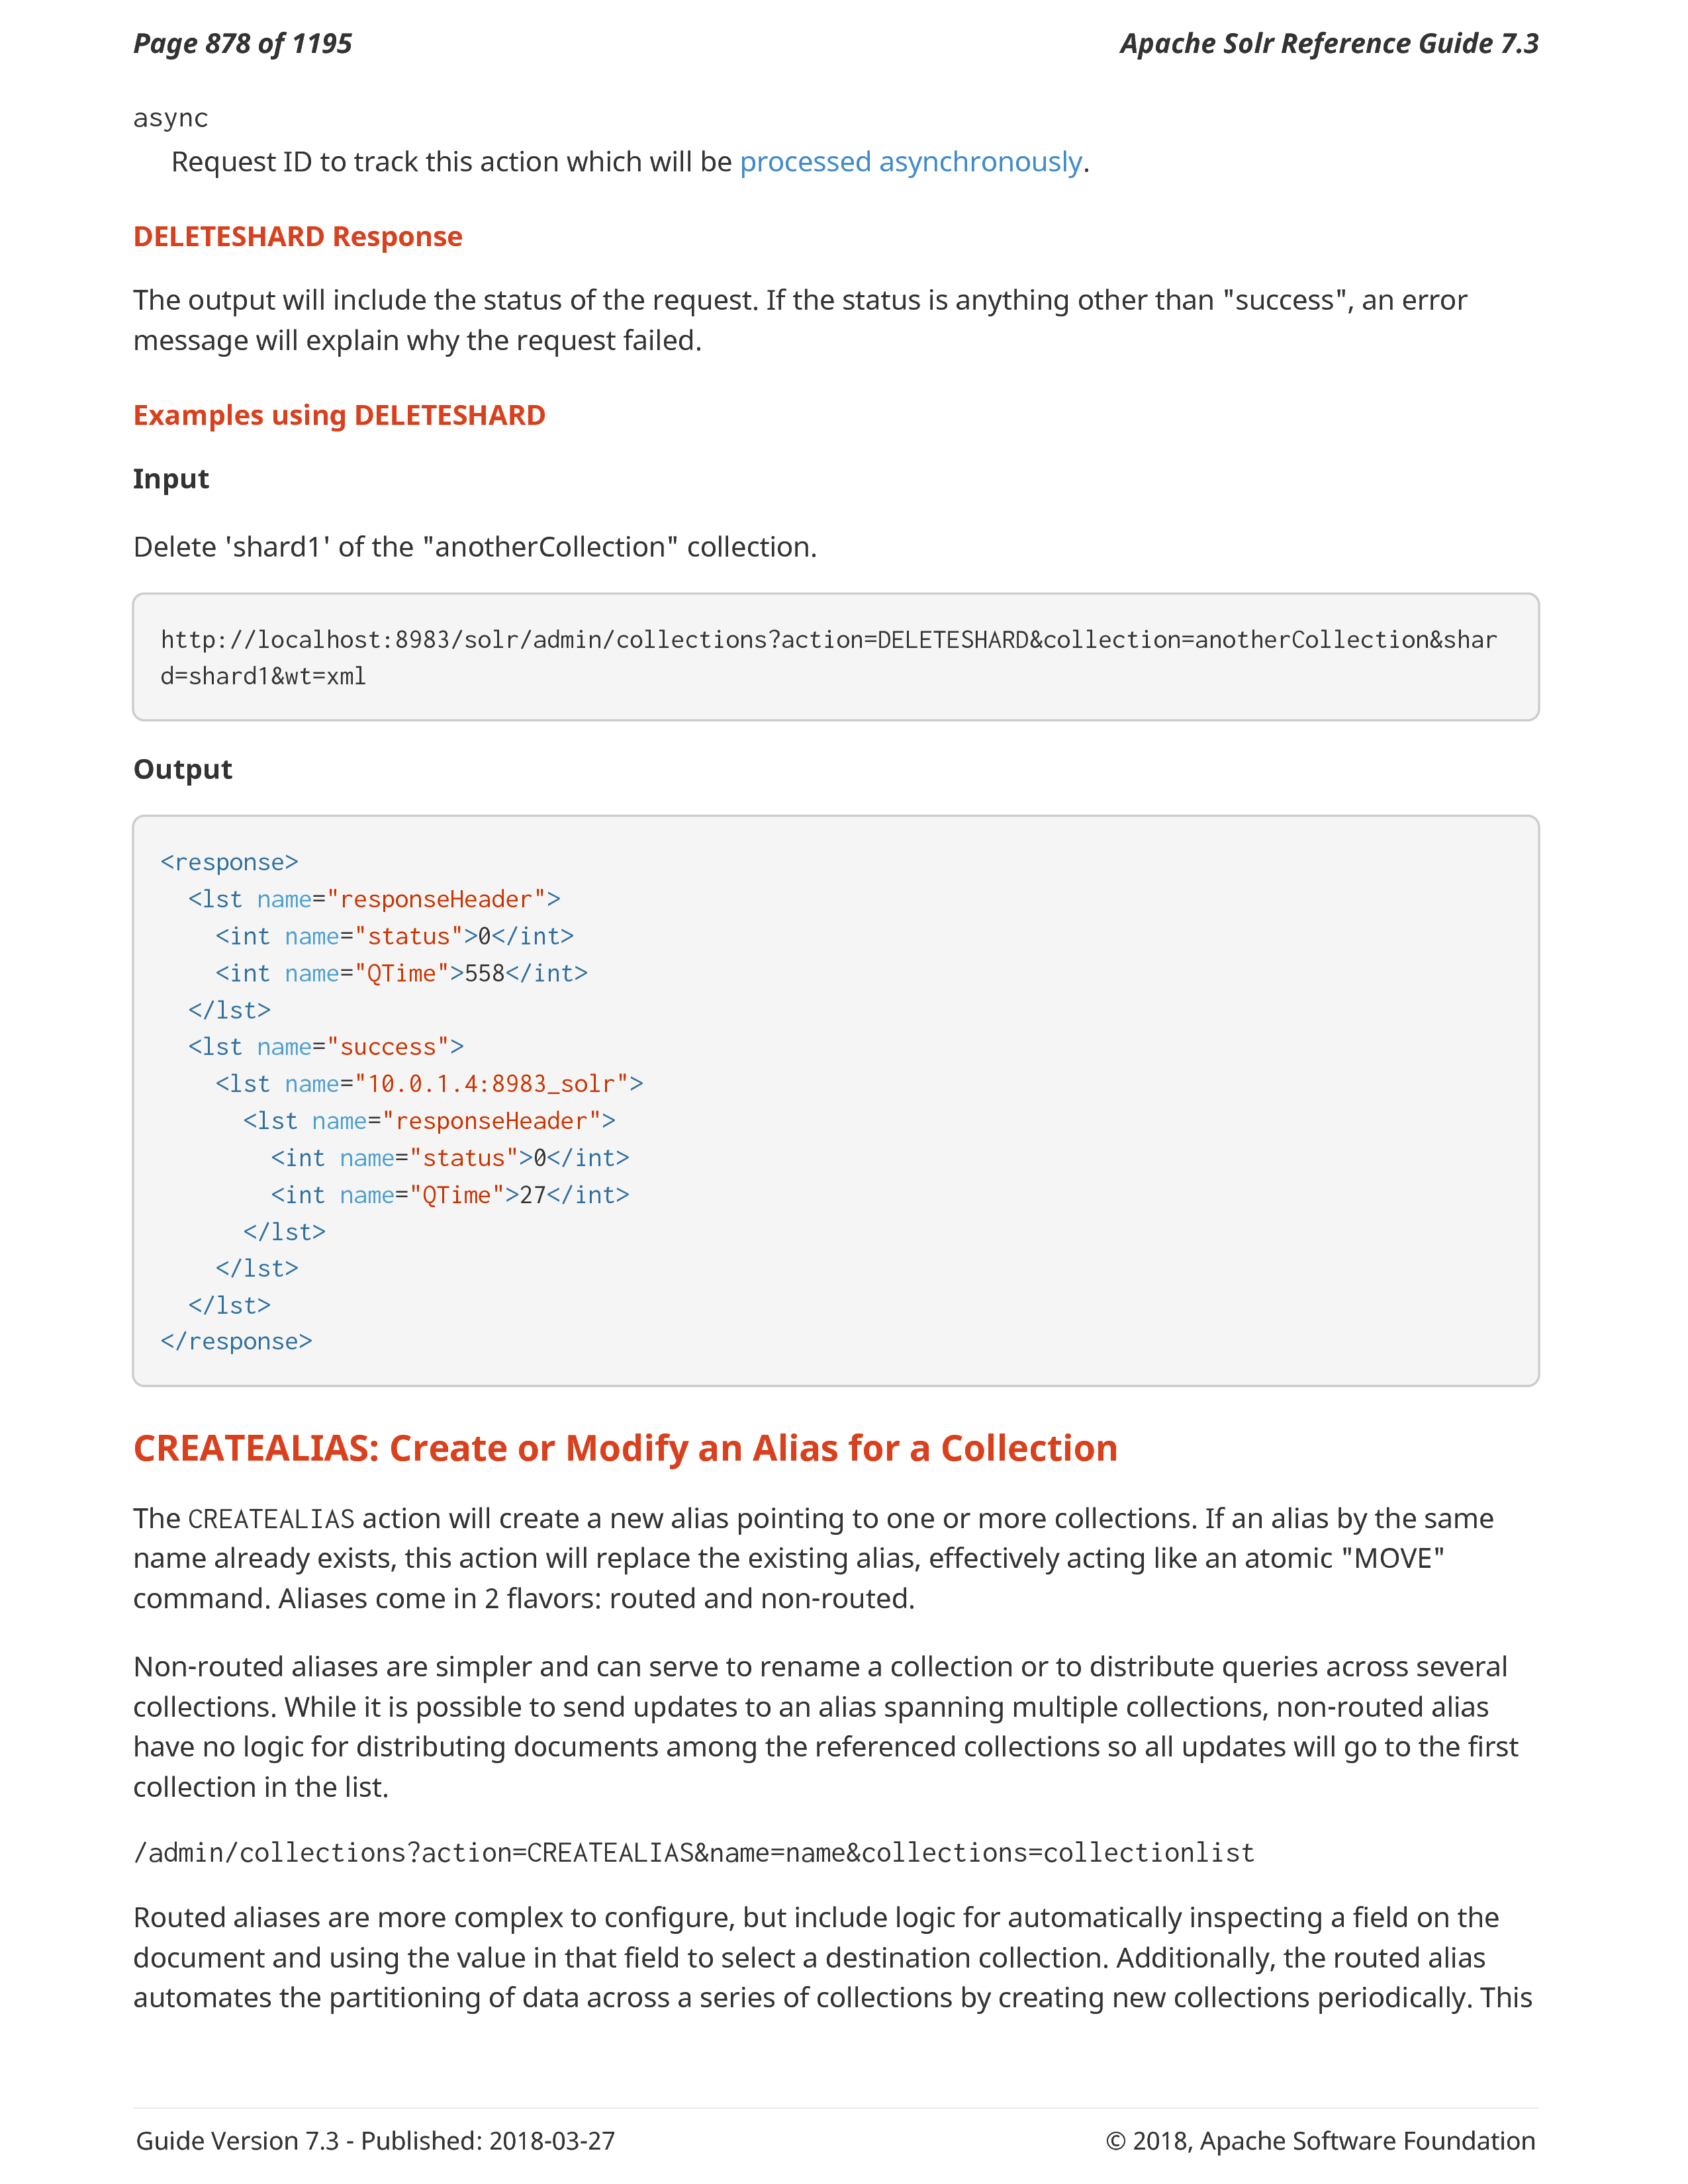 Page 878 of 1195
Apache Solr Reference Guide 7.3
async
Request ID to track this action which will be processed asynchronously.
DELETESHARD Response
The output will include the status of the request. If the status is anything other than "success", an error
message will explain why the request failed.
Examples using DELETESHARD
Input
Delete 'shard1' of the "anotherCollection" collection.
http://localhost:8983/solr/admin/collections?action=DELETESHARD&collection=anotherCollection&shar
d=shard1&wt=xml
Output
<response>
  <lst name="responseHeader">
    <int name="status">0</int>
    <int name="QTime">558</int>
  </lst>
  <lst name="success">
    <lst name="10.0.1.4:8983_solr">
      <lst name="responseHeader">
        <int name="status">0</int>
        <int name="QTime">27</int>
      </lst>
    </lst>
  </lst>
</response>
CREATEALIAS: Create or Modify an Alias for a Collection
The CREATEALIAS action will create a new alias pointing to one or more collections. If an alias by the same
name already exists, this action will replace the existing alias, effectively acting like an atomic "MOVE"
command. Aliases come in 2 flavors: routed and non-routed.
Non-routed aliases are simpler and can serve to rename a collection or to distribute queries across several
collections. While it is possible to send updates to an alias spanning multiple collections, non-routed alias
have no logic for distributing documents among the referenced collections so all updates will go to the first
collection in the list.
/admin/collections?action=CREATEALIAS&name=name&collections=collectionlist
Routed aliases are more complex to configure, but include logic for automatically inspecting a field on the
document and using the value in that field to select a destination collection. Additionally, the routed alias
automates the partitioning of data across a series of collections by creating new collections periodically. This
Guide Version 7.3 - Published: 2018-03-27
© 2018, Apache Software Foundation